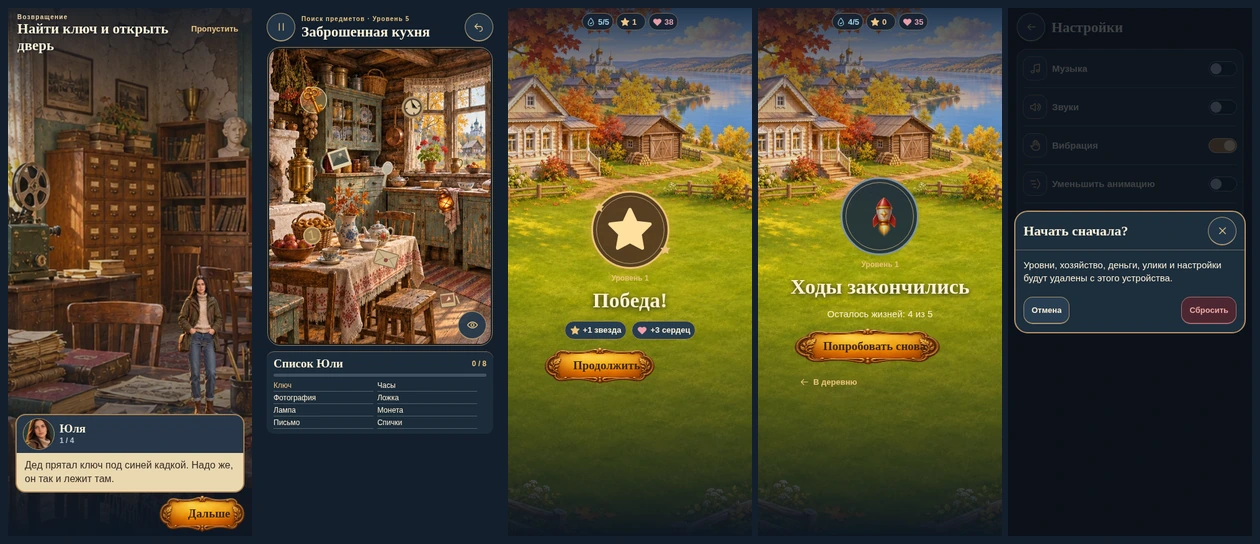 Возвращение
Найти ключ и открыть
дверь
Пропустить
Юля
1 / 4
Дед прятал ключ под синей кадкой. Надо же,
он так и лежит там.
Дальше
Поиск предметов · Уровень 5
Заброшенная кухня
Список Юли
0 / 8
Ключ
Часы
Фотография
Ложка
Лампа
Монета
Письмо
Спички
5/5
1
38
Уровень 1
Победа!
+1 звезда
+3 сердец
Продолжить
4/5
0
35
Уровень 1
Ходы закончились
Осталось жизней: 4 из 5
Попробовать снова
В деревню
Настройки
Музыка
Звуки
Вибрация
Уменьшить анимацию
Начать сначала?
Уровни, хозяйство, деньги, улики и настройки
будут удалены с этого устройства.
Отмена
Сбросить